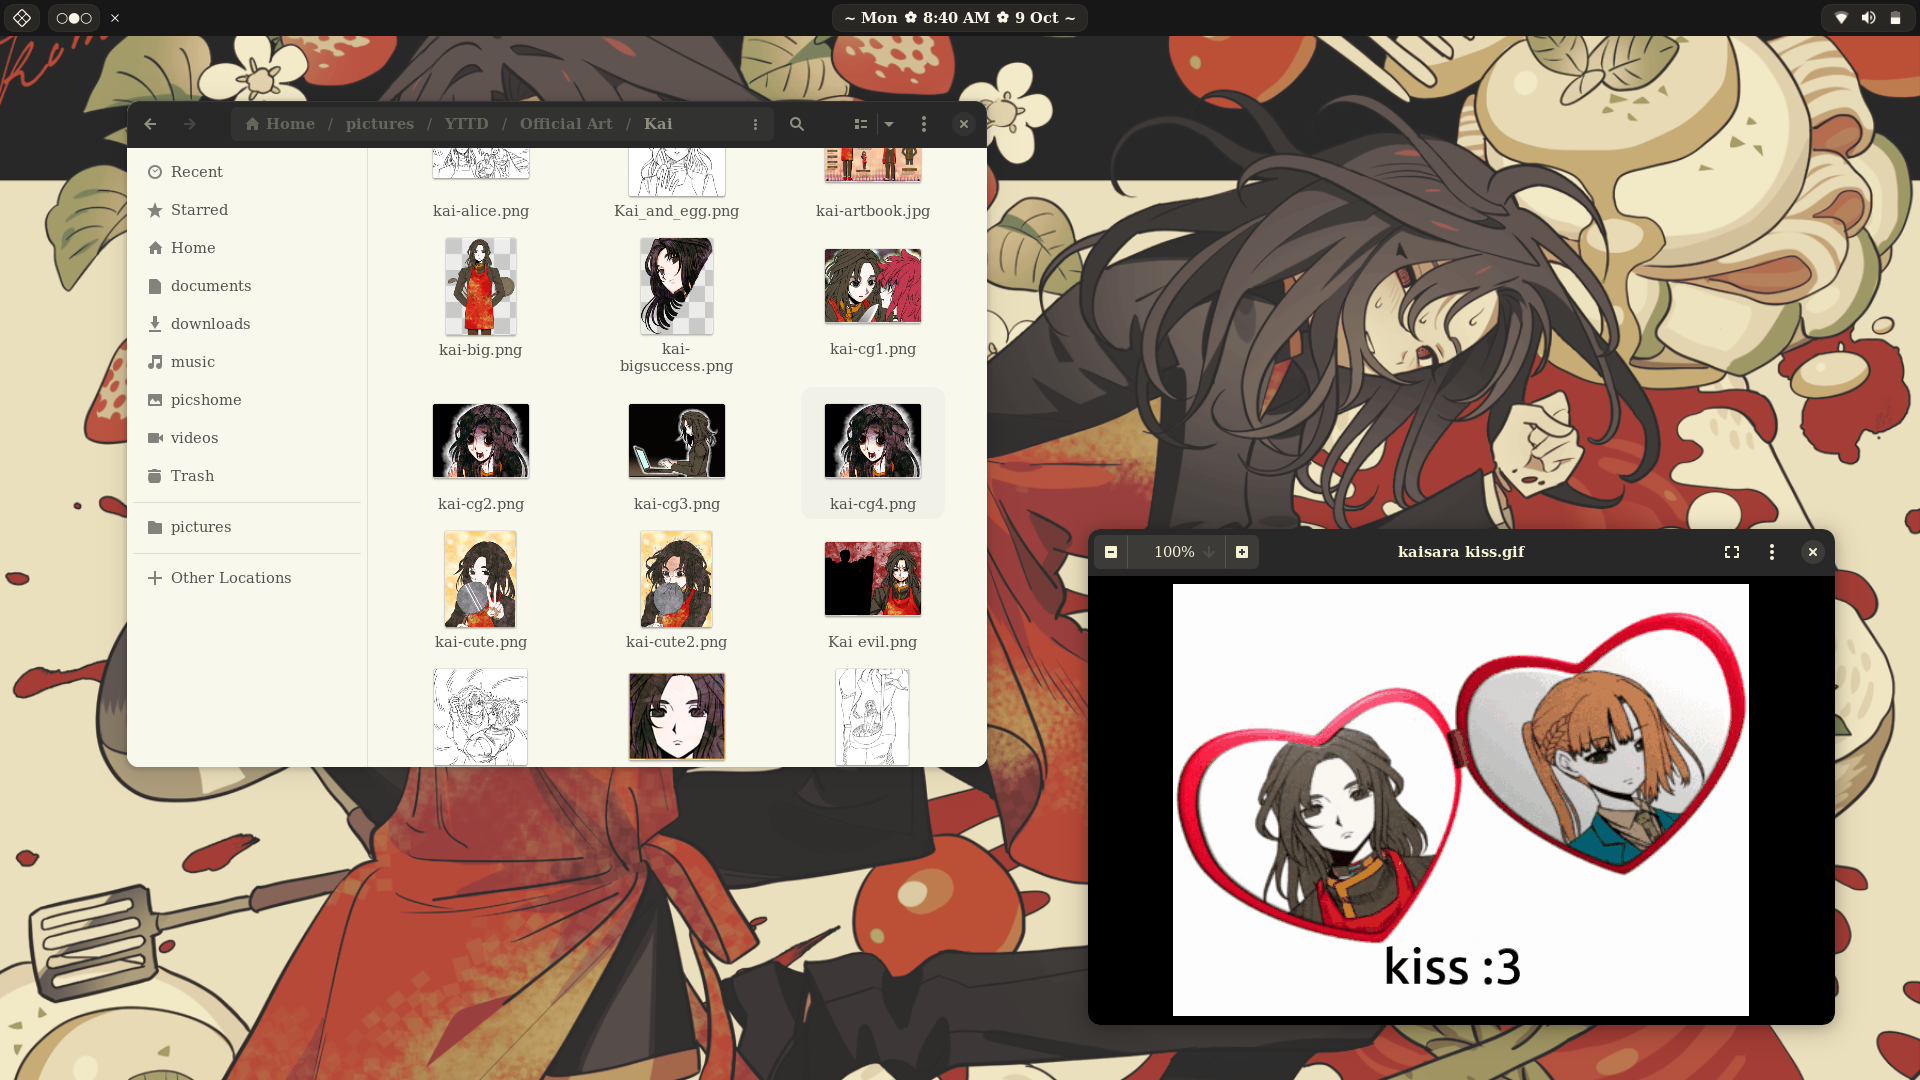 ~ Mon ✿ 8:40 AM ✿ 9 Oct ~
Home / pictures / YTTD / Official Art / Kai
Recent
Starred
Home
documents
downloads
music
picshome
videos
Trash
pictures
Other Locations
kai-alice.png
Kai_and_egg.png
kai-artbook.jpg
kai-big.png
kai-
bigsuccess.png
kai-cg1.png
kai-cg2.png
kai-cg3.png
kai-cg4.png
kai-cute.png
kai-cute2.png
Kai evil.png
100%
kaisara kiss.gif
kiss :3